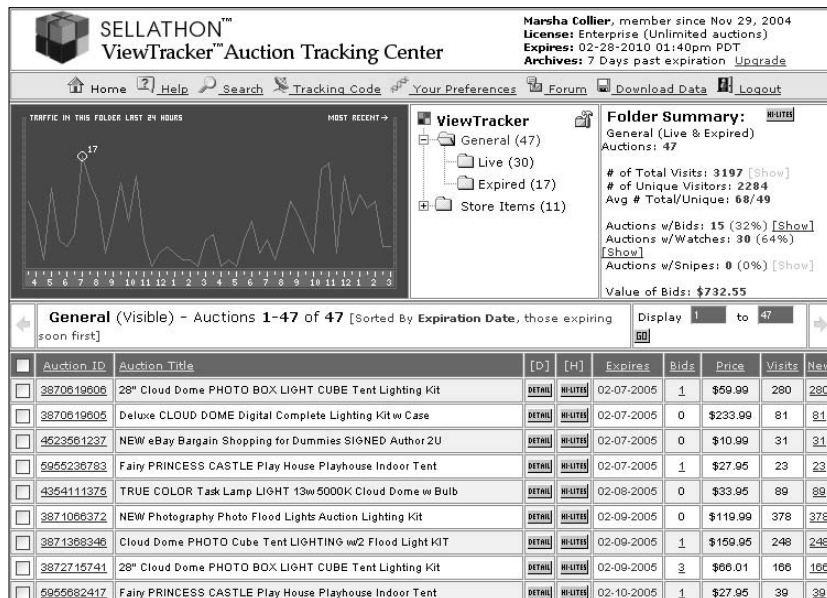 SELLATHON™
ViewTracker™ Auction Tracking Center
Marsha Collier, member since Nov 29, 2004
License: Enterprise (Unlimited auctions)
Expires: 02-28-2010 01:40pm PDT
Archives: 7 Days past expiration Upgrade
Home Help Search Tracking Code Your Preferences Forum Download Data Logout
TRAFFIC IN THIS FOLDER LAST 24 HOURS MOST RECENT→
17
4 5 6 7 8 9 10 11 12 1 2 3 4 5 6 7 8 9 10 11 12 1 2 3
ViewTracker
General (47)
Live (30)
Expired (17)
Store Items (11)
Folder Summary: HI-LITES
General (Live & Expired)
Auctions: 47
# of Total Visits: 3197 [Show]
# of Unique Visitors: 2284
Avg # Total/Unique: 68/49
Auctions w/Bids: 15 (32%) [Show]
Auctions w/Watches: 30 (64%)
[Show]
Auctions w/Snipes: 0 (0%) [Show]
Value of Bids: $732.55
General (Visible) - Auctions 1-47 of 47 [Sorted By Expiration Date, those expiring
soon first]
Display 1 to 47
GO
Auction ID Auction Title [D] [H] Expires Bids Price Visits New
3870619606 28" Cloud Dome PHOTO BOX LIGHT CUBE Tent Lighting Kit DETAIL HI-LITES 02-07-2005 1 $59.99 280 280
3870619605 Deluxe CLOUD DOME Digital Complete Lighting Kit w Case DETAIL HI-LITES 02-07-2005 0 $233.99 81 81
4523561237 NEW eBay Bargain Shopping for Dummies SIGNED Author 2U DETAIL HI-LITES 02-07-2005 0 $10.99 31 31
5955236783 Fairy PRINCESS CASTLE Play House Playhouse Indoor Tent DETAIL HI-LITES 02-07-2005 1 $27.95 23 23
4354111375 TRUE COLOR Task Lamp LIGHT 13w 5000K Cloud Dome w Bulb DETAIL HI-LITES 02-08-2005 0 $33.95 89 89
3871066372 NEW Photography Photo Flood Lights Auction Lighting Kit DETAIL HI-LITES 02-09-2005 0 $119.99 378 378
3871368346 Cloud Dome PHOTO Cube Tent LIGHTING w/2 Flood Light KIT DETAIL HI-LITES 02-09-2005 1 $159.95 248 248
3872715741 28" Cloud Dome PHOTO BOX LIGHT CUBE Tent Lighting Kit DETAIL HI-LITES 02-09-2005 3 $66.01 166 166
5955682417 Fairy PRINCESS CASTLE Play House Playhouse Indoor Tent DETAIL HI-LITES 02-10-2005 1 $27.95 39 39